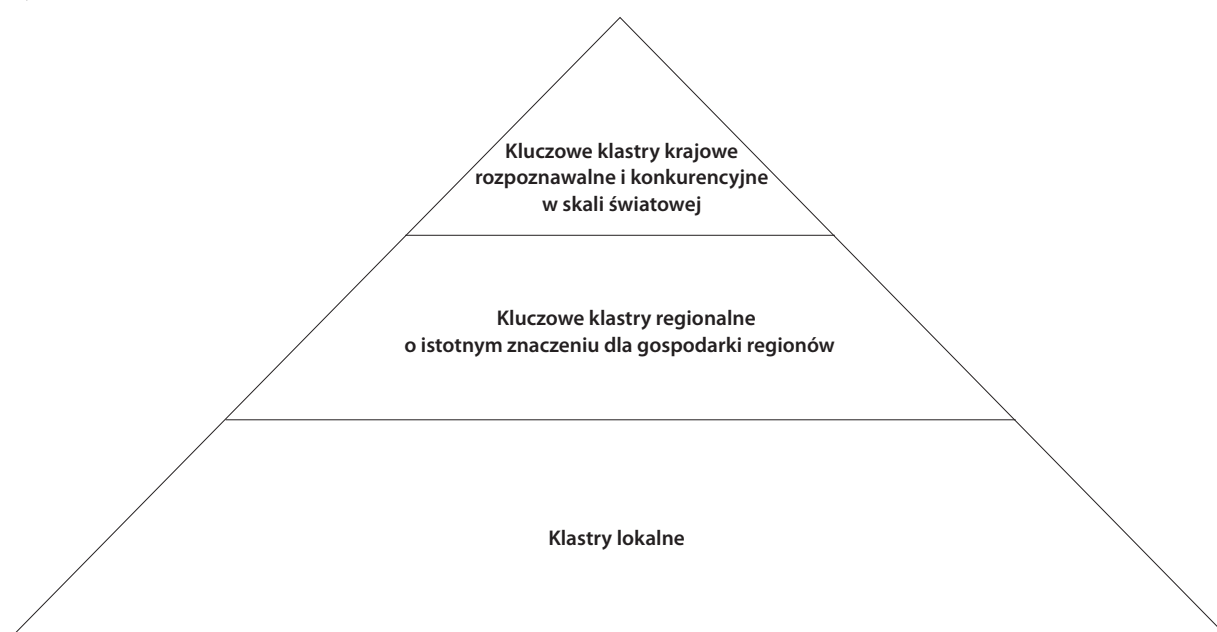 Kluczowe klastry krajowe
rozpoznawalne i konkurencyjne
w skali światowej
Kluczowe klastry regionalne
o istotnym znaczeniu dla gospodarki regionów
Klastry lokalne